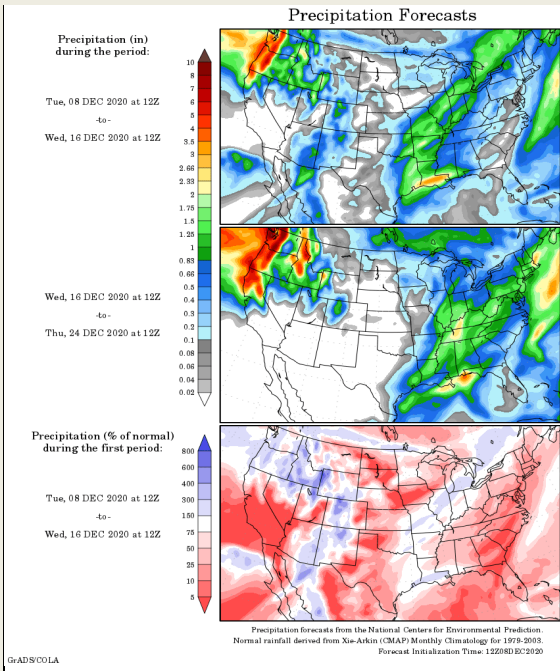 Precipitation Forecasts
Precipitation (in)
during the period:
Tue, 08 DEC 2020 at 12Z
-to-
Wed, 16 DEC 2020 at 12Z
10
8
7
6
5
4
3.5
3
2.66
2.33
2
1.75
1.5
1.25
1
0.83
0.66
0.5
0.4
0.3
0.2
0.1
0.08
0.06
0.04
0.02
Wed, 16 DEC 2020 at 12Z
-to-
Thu, 24 DEC 2020 at 12Z
Precipitation (% of normal)
during the first period:
Tue, 08 DEC 2020 at 12Z
-to-
Wed, 16 DEC 2020 at 12Z
800
600
400
300
150
75
50
25
10
5
Precipitation forecasts from the National Centers for Environmental Prediction.
Normal rainfall derived from Xie-Arkin (CMAP) Monthly Climatology for 1979-2003.
Forecast Initialization Time: 12Z08DEC2020
GrADS/COLA